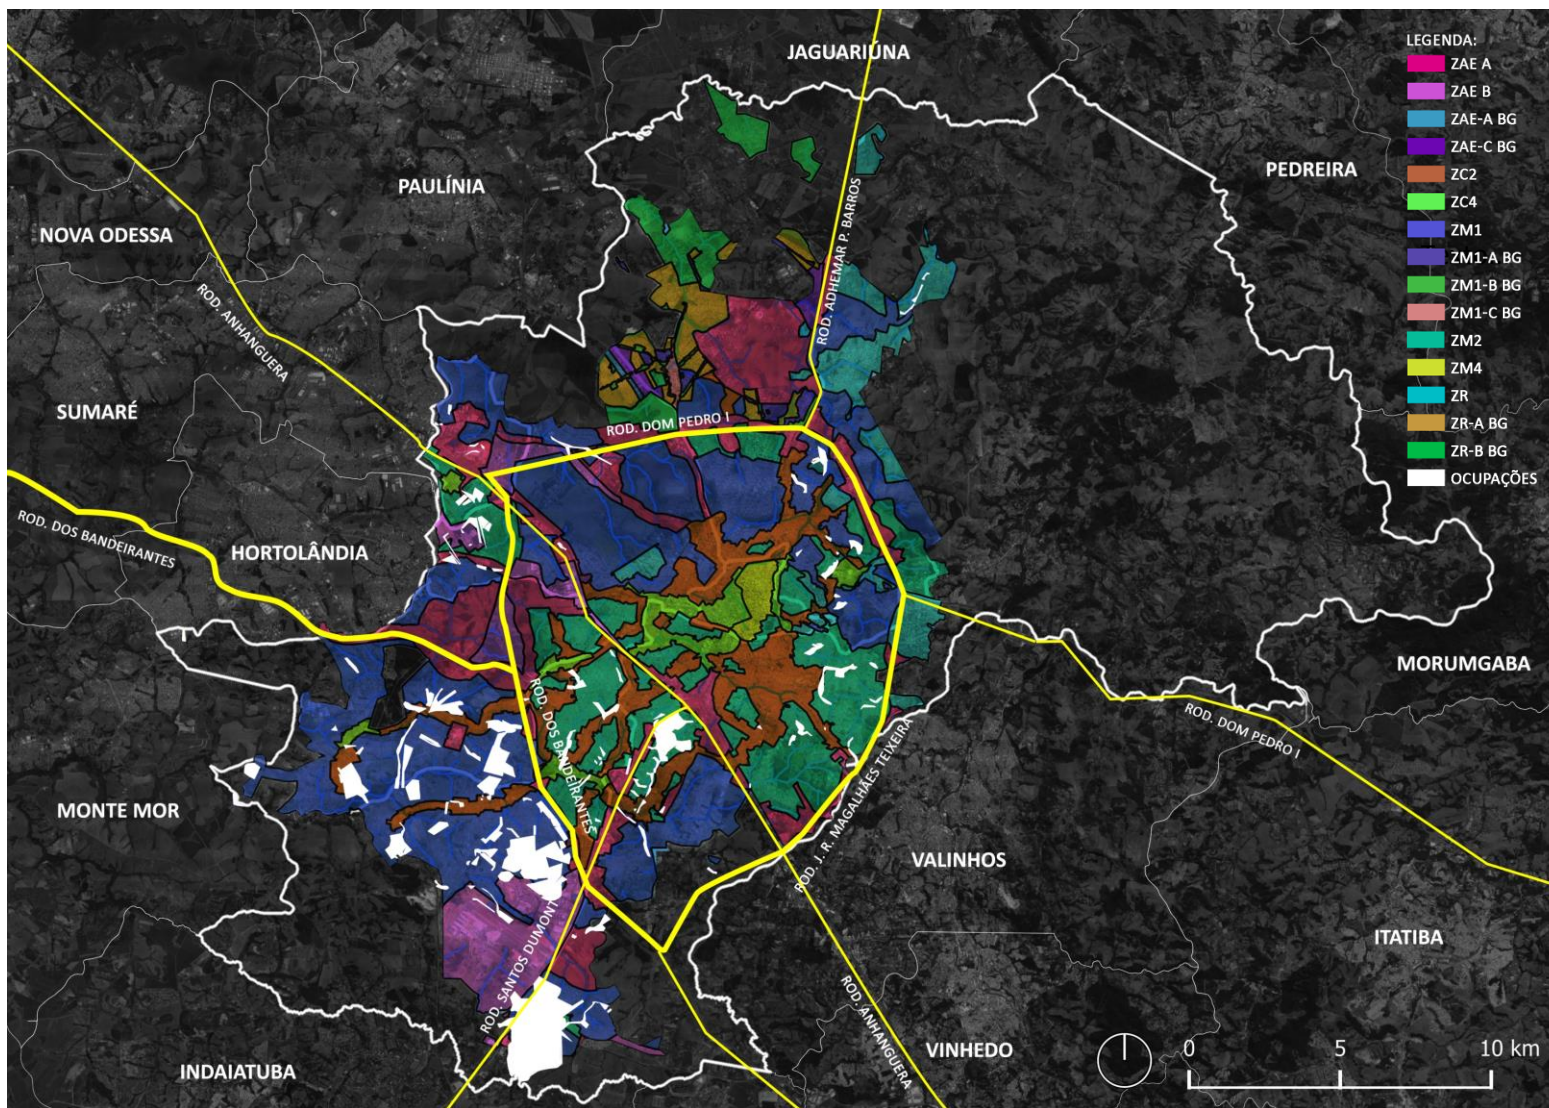 JAGUARIÚNA
LEGENDA:
ZAE A
ZAE B
ZAE-A BG
ZAE-C BG
ZC2
ZC4
ZM1
ZM1-A BG
ZM1-B BG
ZM1-C BG
ZM2
ZM4
ZR
ZR-A BG
ZR-B BG
OCUPAÇÕES
PEDREIRA
PAULÍNIA
NOVA ODESSA
ROD. ADHEMAR P. BARROS
ROD. ANHANGUERA
SUMARÉ
ROD. DOM PEDRO I
ROD. DOS BANDEIRANTES
HORTOLÂNDIA
MORUMGABA
ROD. DOS BANDEIRANTES
ROD. DOM PEDRO I
MONTE MOR
ROD. J. R. MAGALHÃES TEIXEIRA
VALINHOS
ITATIBA
ROD. SANTOS DUMONT
ROD. ANHANGUERA
VINHEDO
INDAIATUBA
0 5 10 km